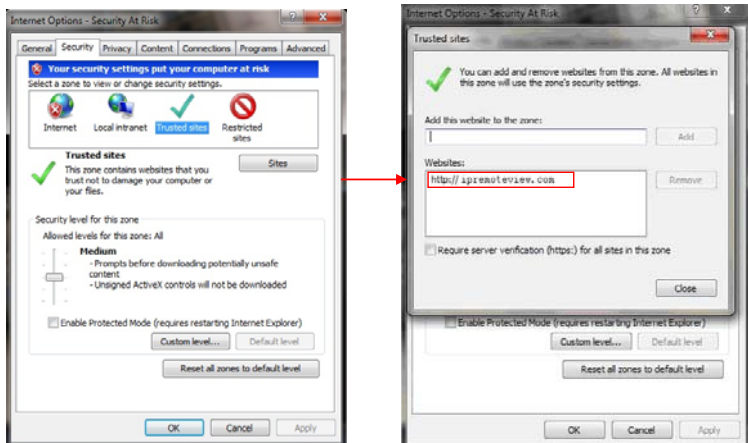 Internet Options - Security At Risk
General Security Privacy Content Connections Programs Advanced
Your security settings put your computer at risk
Select a zone to view or change security settings.
Internet Local intranet Trusted sites Restricted
sites
Trusted sites
This zone contains websites that you
trust not to damage your computer or
your files.
Sites
Security level for this zone
Allowed levels for this zone: All
Medium
- Prompts before downloading potentially unsafe
content
- Unsigned ActiveX controls will not be downloaded
Enable Protected Mode (requires restarting Internet Explorer)
Custom level... Default level
Reset all zones to default level
OK Cancel Apply
Internet Options - Security At Risk
Trusted sites
You can add and remove websites from this zone. All websites in
this zone will use the zone's security settings.
Add this website to the zone:
Add
Websites:
http:// ipremoteview.com
Remove
Require server verification (https:) for all sites in this zone
Close
Enable Protected Mode (requires restarting Internet Explorer)
Custom level... Default level
Reset all zones to default level
OK Cancel Apply